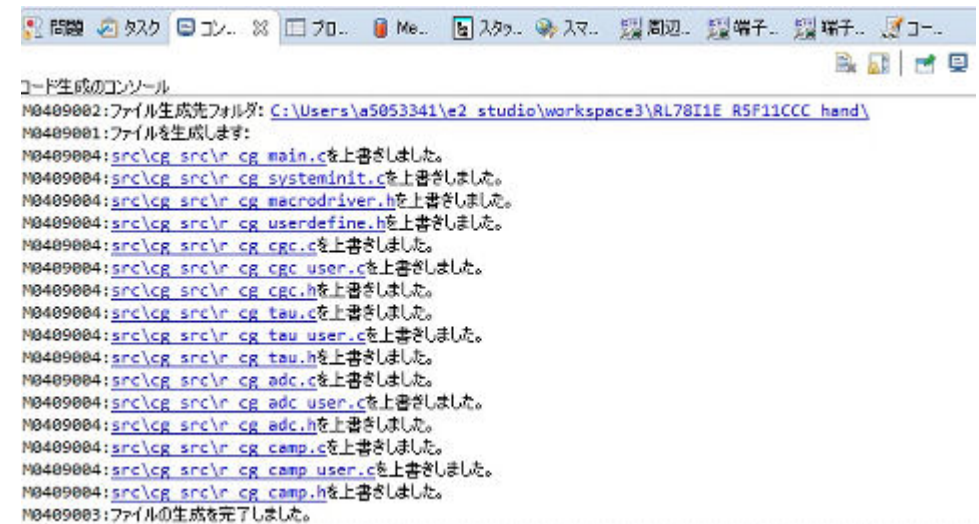 問題 タスク コン... プロ... Me... スタッ... スマ... 周辺... 端子... 端子... コー...
コード生成のコンソール
M0409002:ファイル生成先フォルダ: C:\Users\a5053341\e2_studio\workspace3\RL78I1E_R5F11CCC_hand\
M0409001:ファイルを生成します:
M0409004:src\cg_src\r_cg_main.cを上書きしました。
M0409004:src\cg_src\r_cg_systeminit.cを上書きしました。
M0409004:src\cg_src\r_cg_macrodriver.hを上書きしました。
M0409004:src\cg_src\r_cg_userdefine.hを上書きしました。
M0409004:src\cg_src\r_cg_cgc.cを上書きしました。
M0409004:src\cg_src\r_cg_cgc_user.cを上書きしました。
M0409004:src\cg_src\r_cg_cgc.hを上書きしました。
M0409004:src\cg_src\r_cg_tau.cを上書きしました。
M0409004:src\cg_src\r_cg_tau_user.cを上書きしました。
M0409004:src\cg_src\r_cg_tau.hを上書きしました。
M0409004:src\cg_src\r_cg_adc.cを上書きしました。
M0409004:src\cg_src\r_cg_adc_user.cを上書きしました。
M0409004:src\cg_src\r_cg_adc.hを上書きしました。
M0409004:src\cg_src\r_cg_camp.cを上書きしました。
M0409004:src\cg_src\r_cg_camp_user.cを上書きしました。
M0409004:src\cg_src\r_cg_camp.hを上書きしました。
M0409003:ファイルの生成を完了しました。